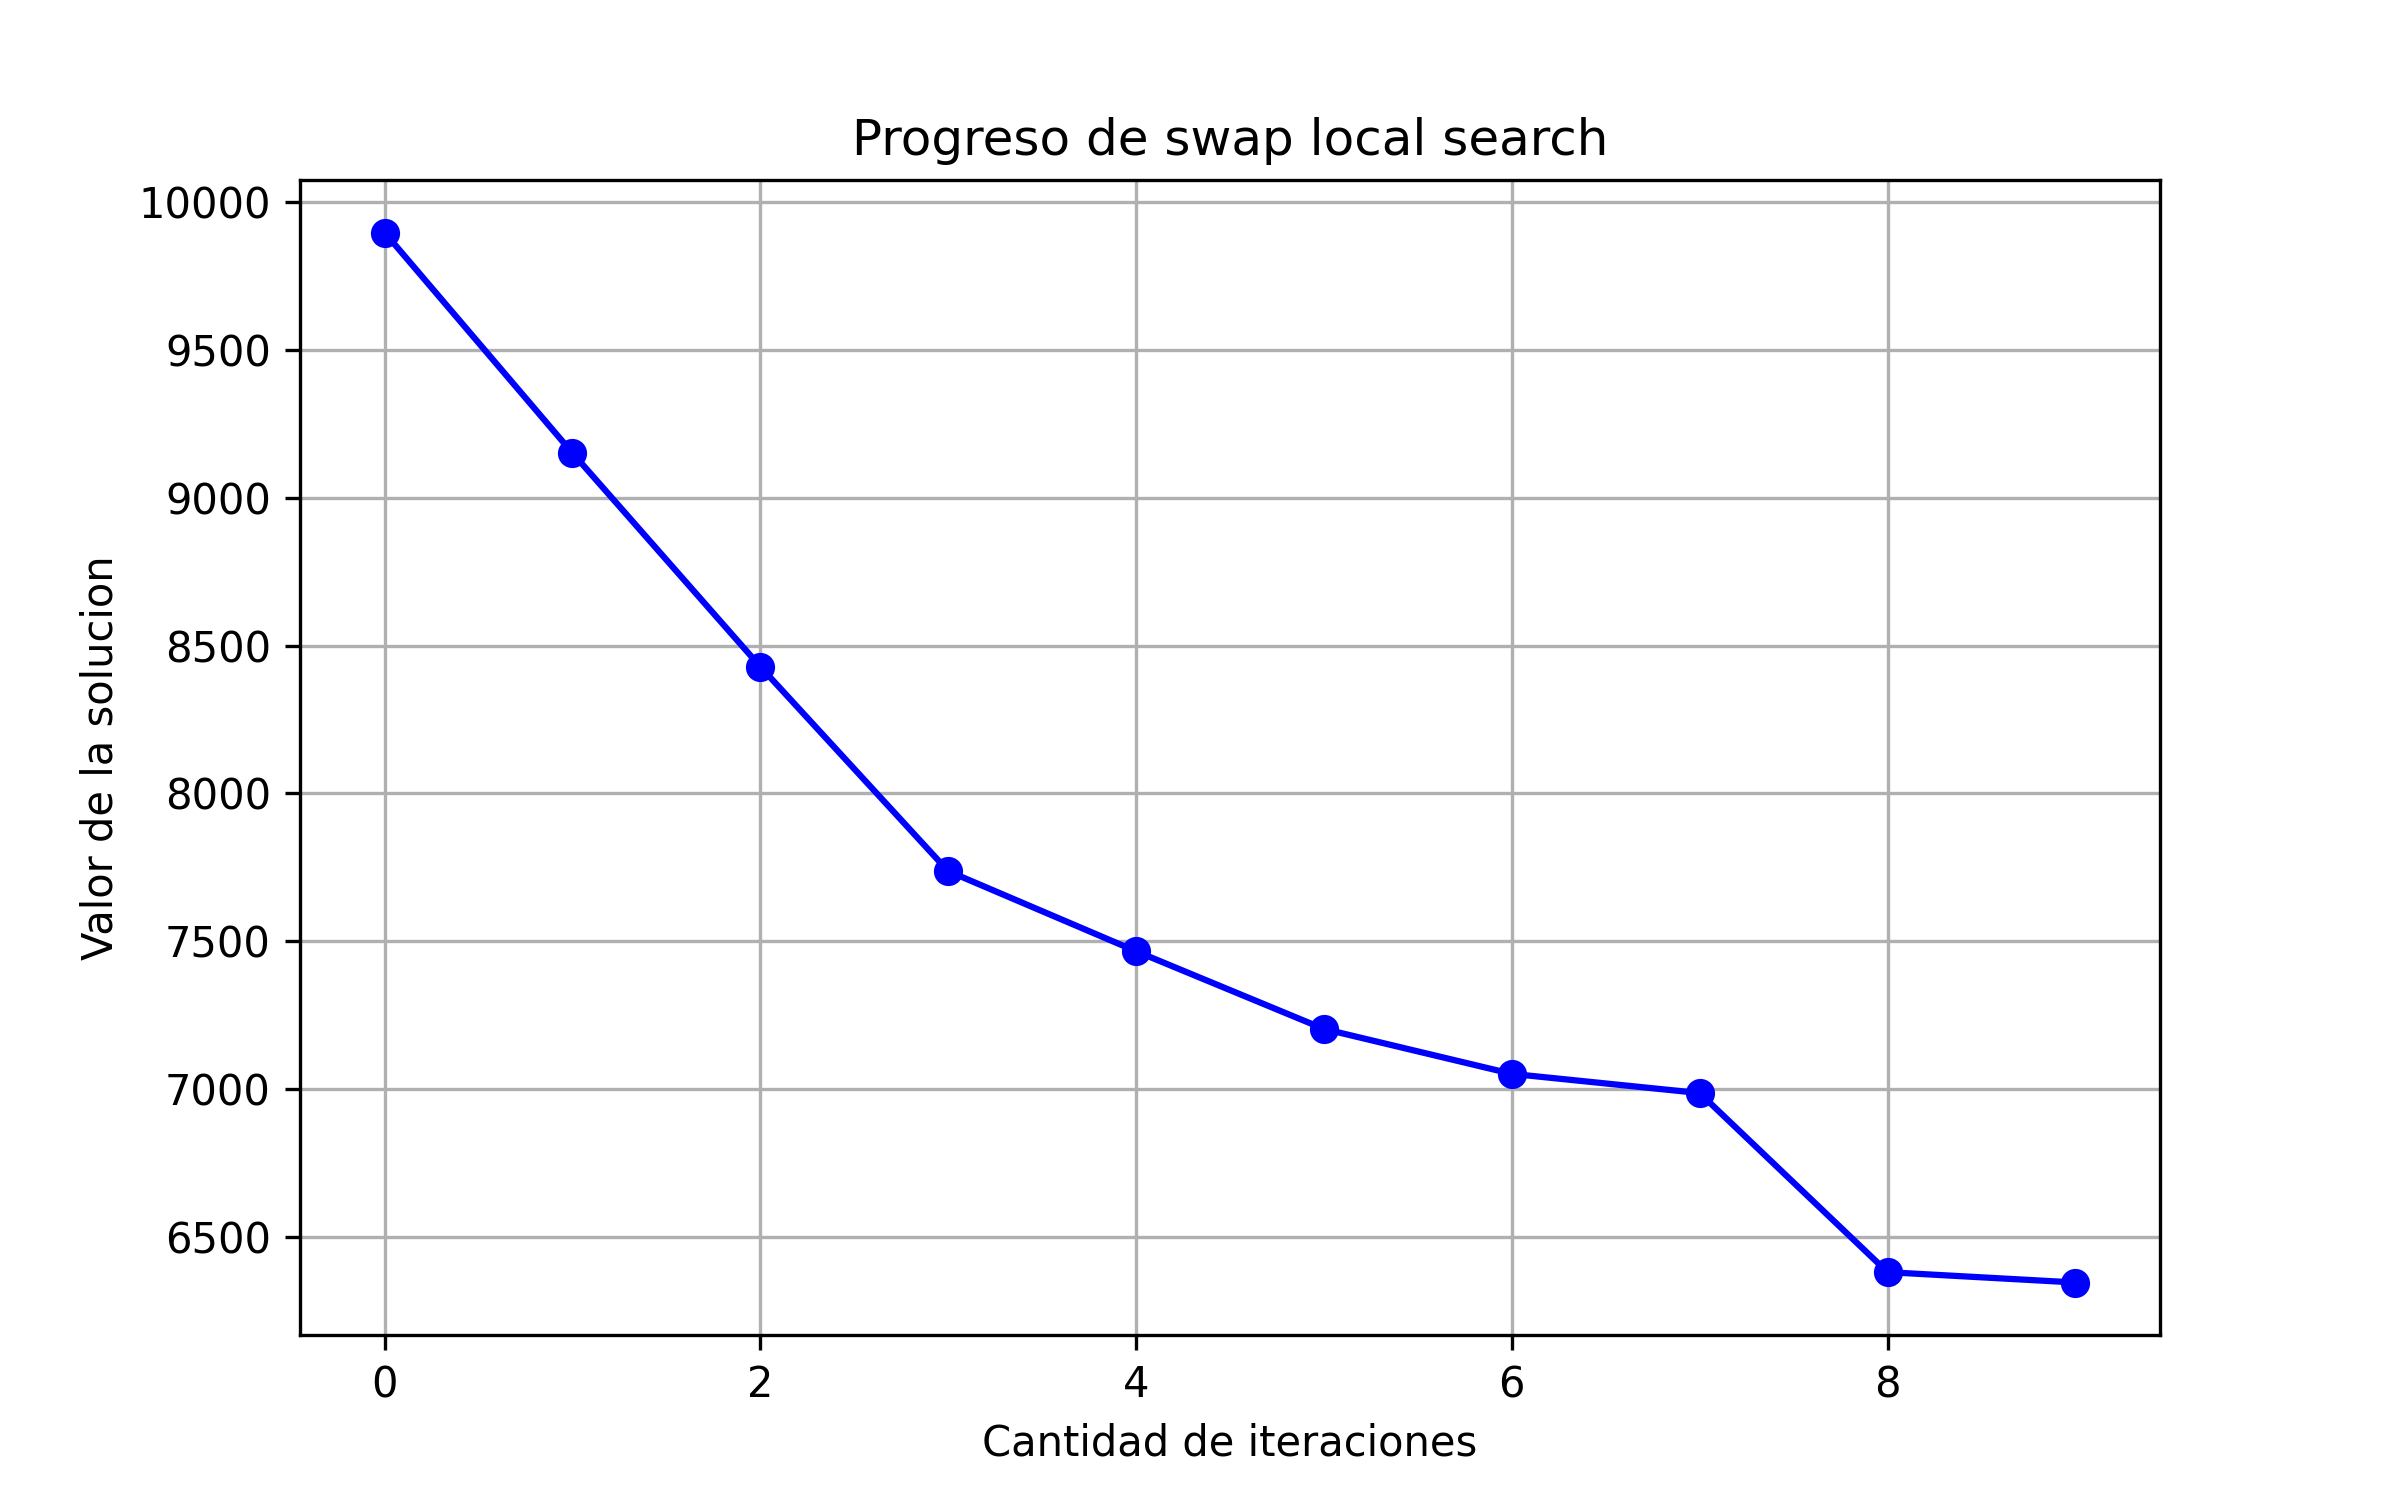 Progreso de swap local search
10000
9500
9000
8500
8000
7500
7000
6500
Valor de la solucion
0 2 4 6 8
Cantidad de iteraciones